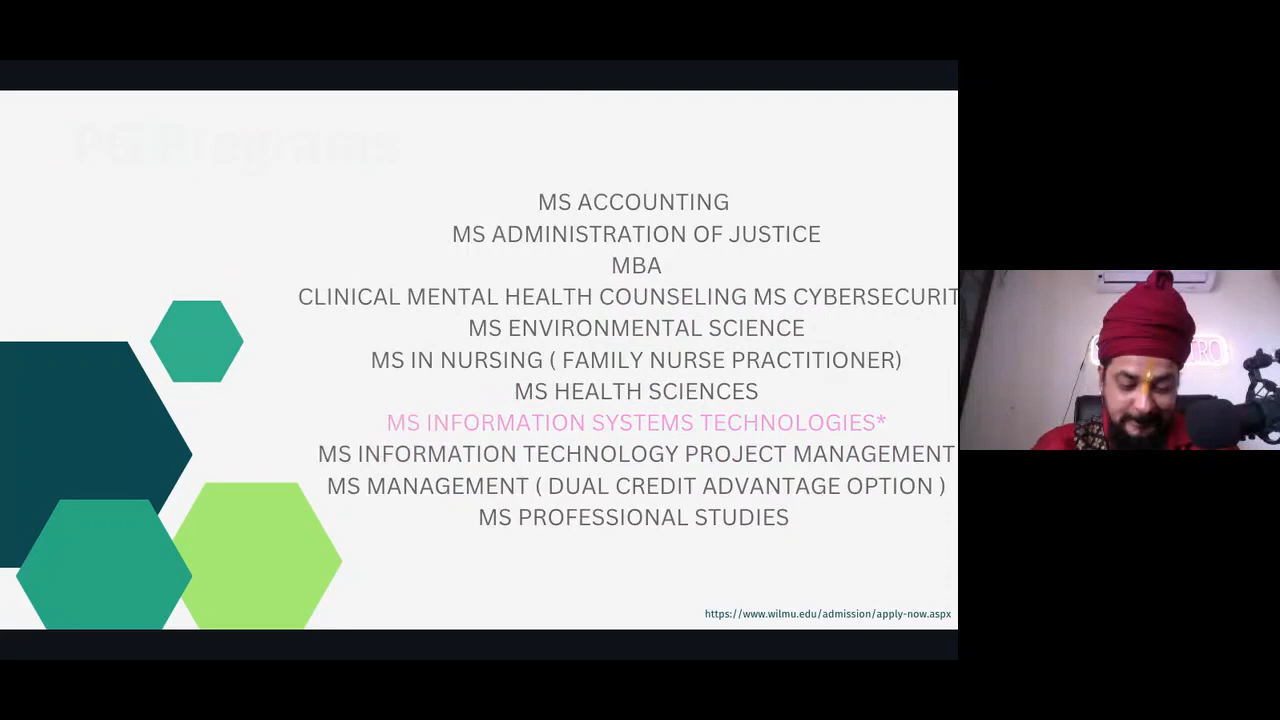 PG Programs
MS ACCOUNTING
MS ADMINISTRATION OF JUSTICE
MBA
CLINICAL MENTAL HEALTH COUNSELING MS CYBERSECURIT
MS ENVIRONMENTAL SCIENCE
MS IN NURSING ( FAMILY NURSE PRACTITIONER)
MS HEALTH SCIENCES
MS INFORMATION SYSTEMS TECHNOLOGIES*
MS INFORMATION TECHNOLOGY PROJECT MANAGEMENT
MS MANAGEMENT ( DUAL CREDIT ADVANTAGE OPTION )
MS PROFESSIONAL STUDIES
https://www.wilmu.edu/admission/apply-now.aspx